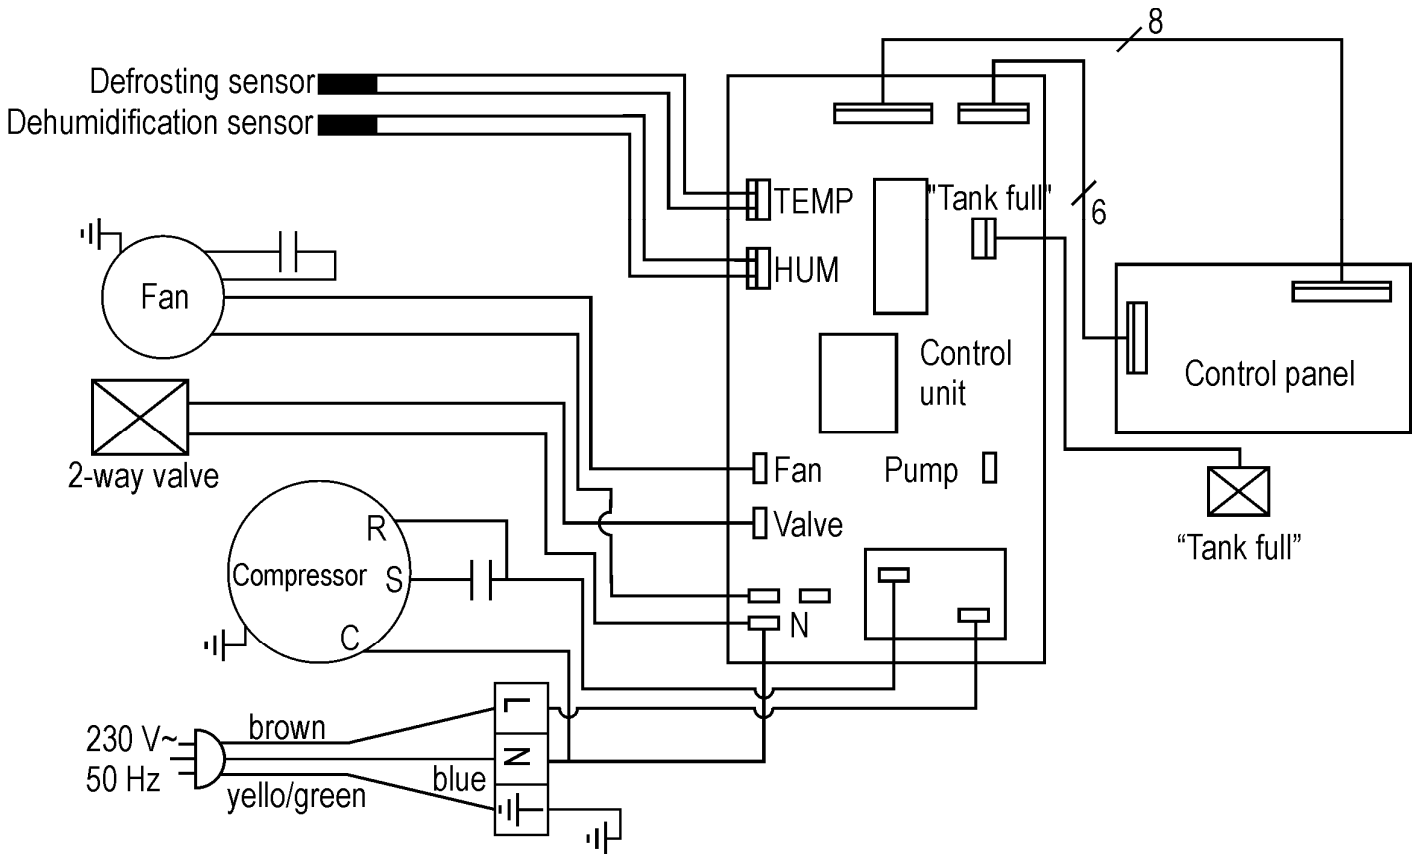 8
Defrosting sensor
Dehumidification sensor
TEMP
"Tank full"
6
HUM
Fan
Control
unit
Control panel
2-way valve
Fan
Pump
Valve
“Tank full”
R
Compressor
S
C
N
L
brown
230 V~
N
50 Hz
blue
yello/green